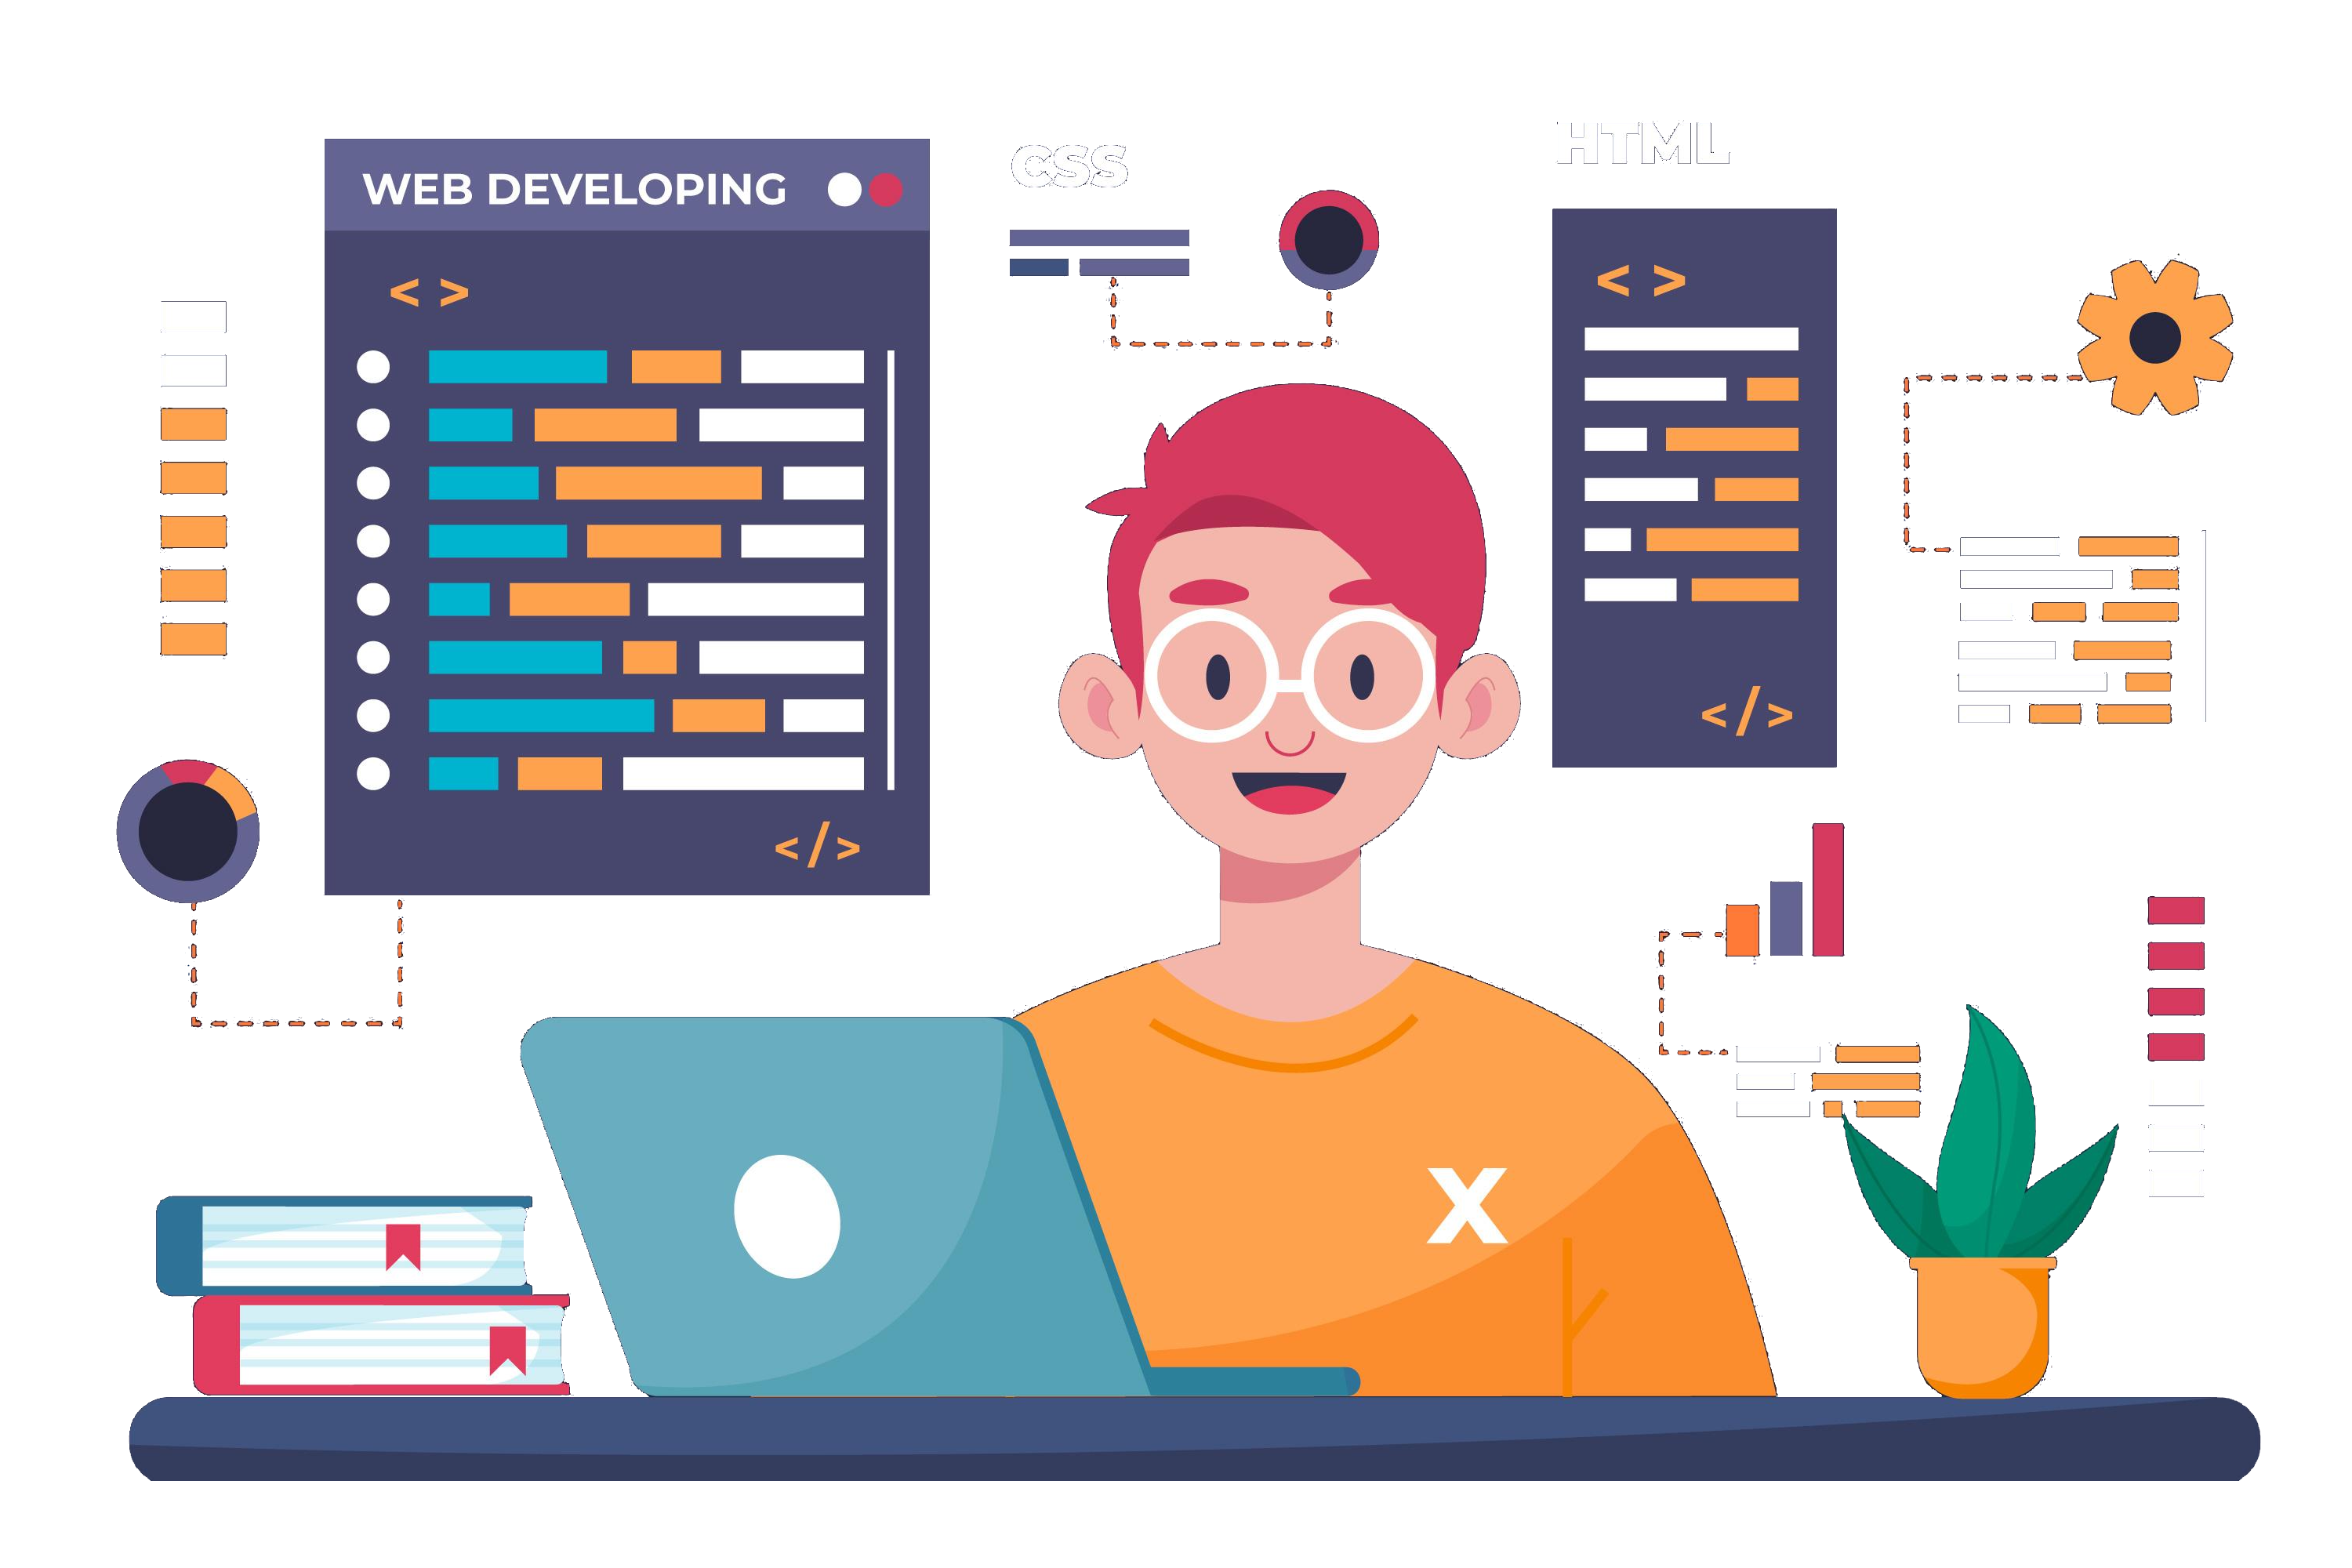 WEB DEVELOPING
CSS
HTML
< >
< >
</>
</>
X